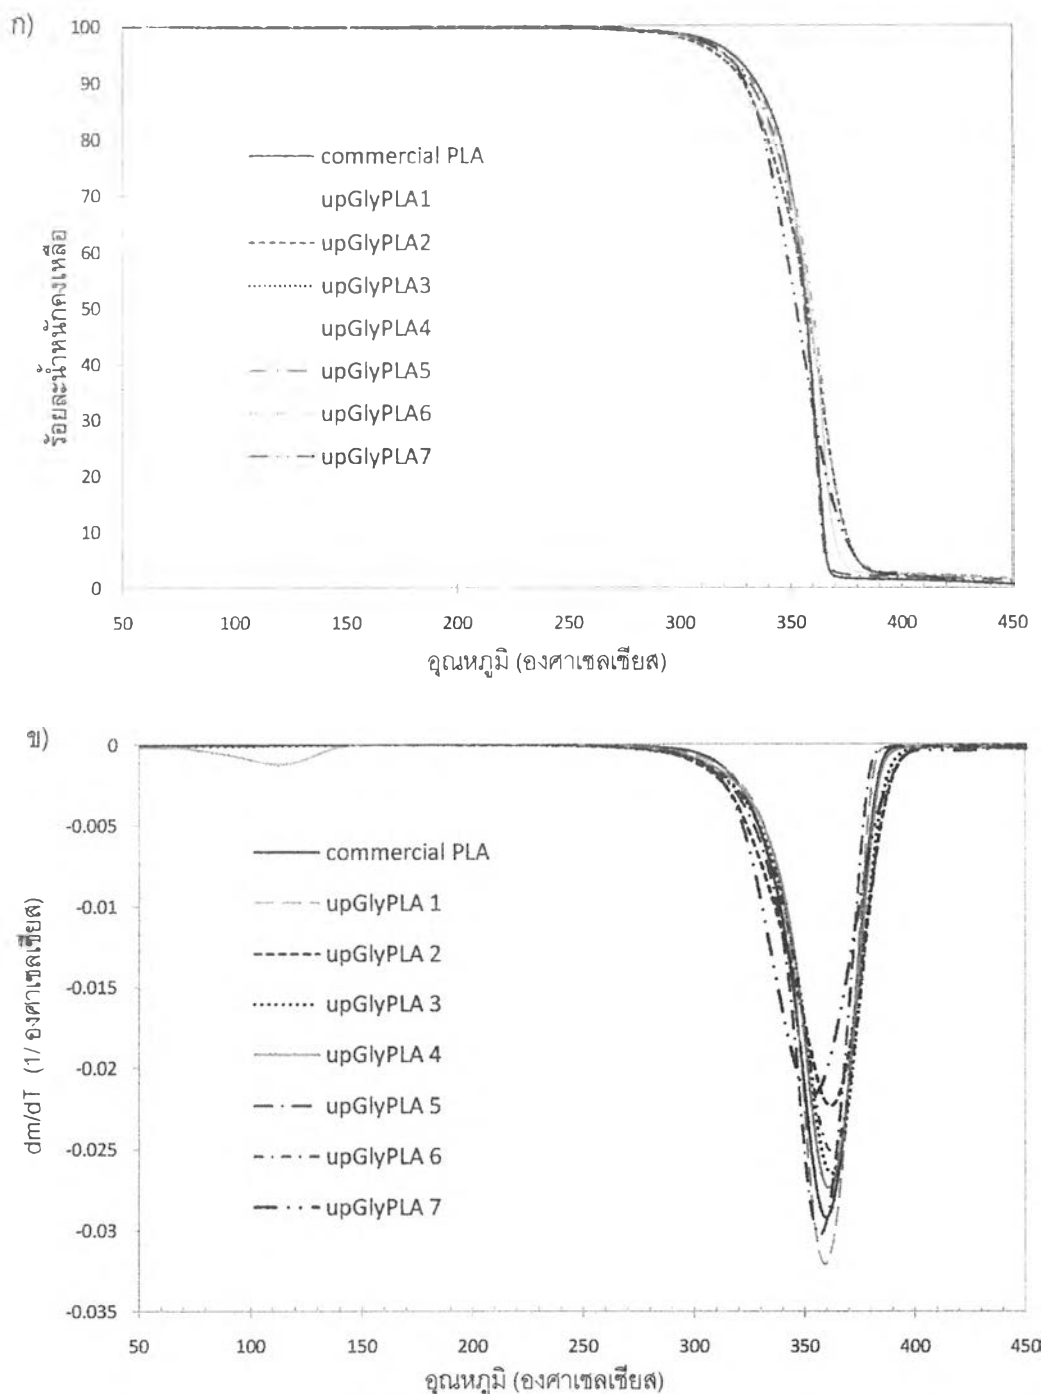 ก)
100
90
80
70
60
50
40
30
20
10
0
ร้อยละน้ำหนักคงเหลือ
commercial PLA
upGlyPLA1
upGlyPLA2
upGlyPLA3
upGlyPLA4
upGlyPLA5
upGlyPLA6
upGlyPLA7
50 100 150 200 250 300 350 400 450
อุณหภูมิ (องศาเซลเซียส)
ข)
0
-0.005
-0.01
-0.015
-0.02
-0.025
-0.03
-0.035
dm/dT (1/ องศาเซลเซียส)
commercial PLA
upGlyPLA 1
upGlyPLA 2
upGlyPLA 3
upGlyPLA 4
upGlyPLA 5
upGlyPLA 6
upGlyPLA 7
50 100 150 200 250 300 350 400 450
อุณหภูมิ (องศาเซลเซียส)